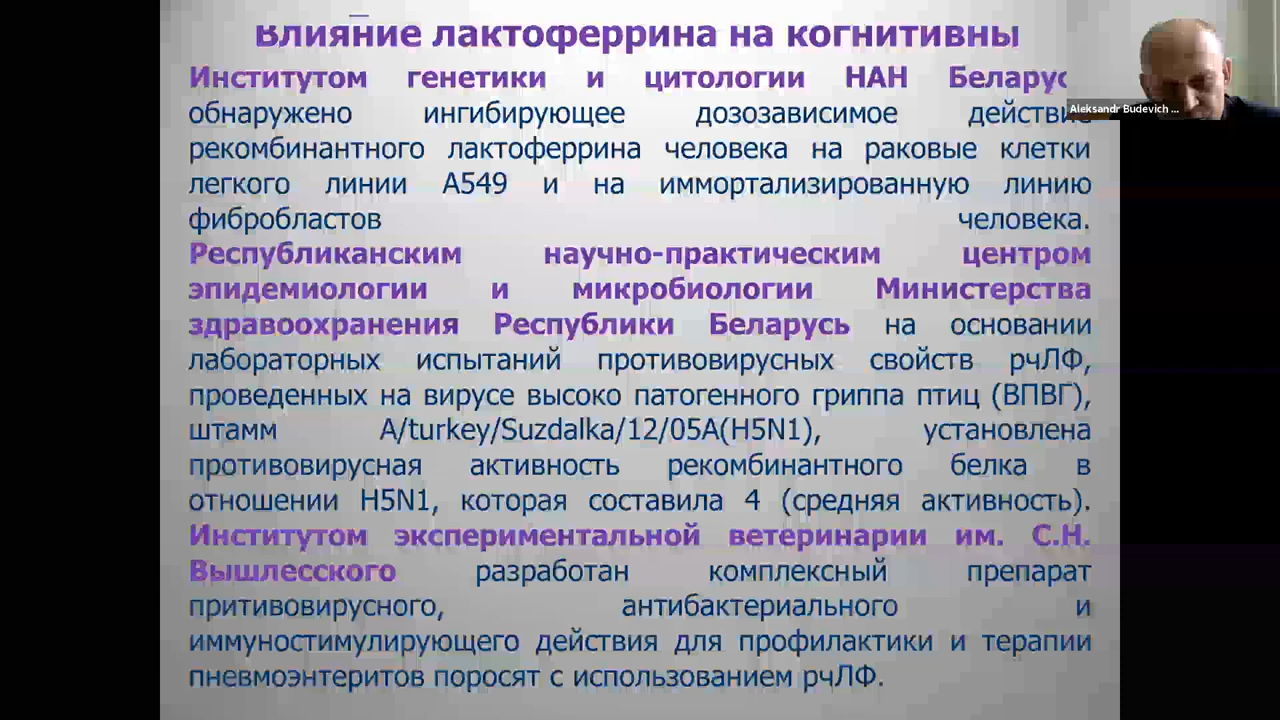 Влияние лактоферрина на когнитивны
Институтом генетики и цитологии НАН
обнаружено ингибирующее дозозависимое действие
рекомбинантного лактоферрина человека на раковые клетки
легкого линии А549 и на иммортализированную линию
фибробластов человека.
Республиканским научно-практическим центром
эпидемиологии и микробиологии Министерства
здравоохранения Республики Беларусь на основании
лабораторных испытаний противовирусных свойств рчЛФ,
проведенных на вирусе высоко патогенного гриппа птиц (ВПВГ),
штамм A/turkey/Suzdalka/12/05A(H5N1), установлена
противовирусная активность рекомбинантного белка в
отношении H5N1, которая составила 4 (средняя активность).
Институтом экспериментальной ветеринарии им. С.Н.
Вышлесского разработан комплексный препарат
притивовирусного, антибактериального и
иммуностимулирующего действия для профилактики и терапии
пневмоэнтеритов поросят с использованием рчЛФ.
Aleksandr Budevich ...